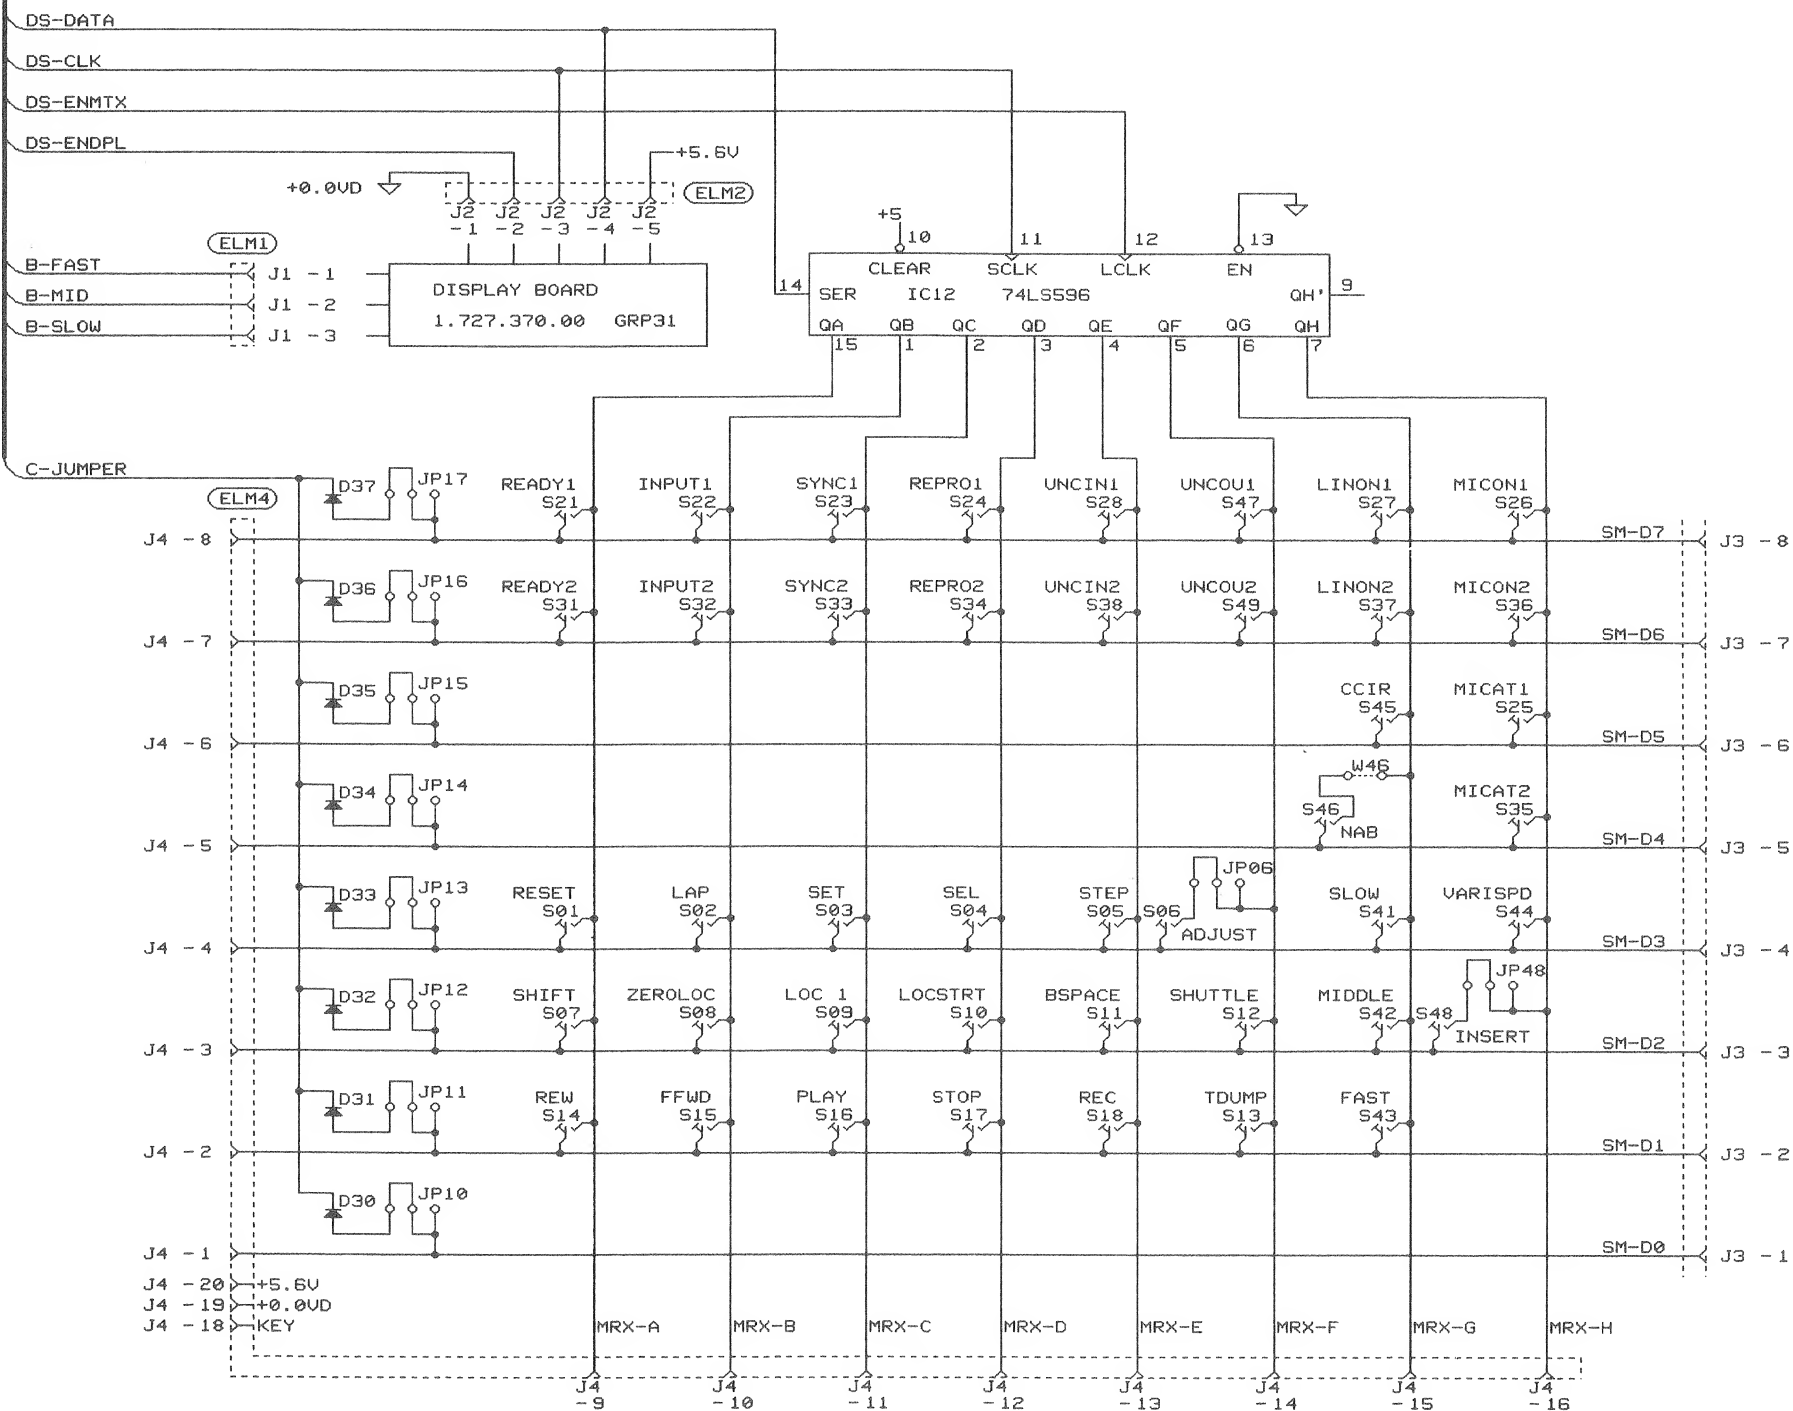 DS-DATA
DS-CLK
DS-ENMTX
DS-ENDPL
+5.6V
+0.0VD
ELM2
J2 J2 J2 J2 J2
-1 -2 -3 -4 -5
+5
10 11 12 13
ELM1
B-FAST J1 -1
B-MID J1 -2
B-SLOW J1 -3
DISPLAY BOARD
1.727.370.00 GRP31
CLEAR SCLK LCLK EN
14 SER IC12 74LS596 QH' 9
QA QB QC QD QE QF QG QH
15 1 2 3 4 5 6 7
C-JUMPER
ELM4
D37 JP17
READY1 INPUT1 SYNC1 REPRO1 UNCIN1 UNCOU1 LINON1 MICON1
S21 S22 S23 S24 S28 S47 S27 S26
J4 -8 SM-D7 J3 -8
D36 JP16
READY2 INPUT2 SYNC2 REPRO2 UNCIN2 UNCOU2 LINON2 MICON2
S31 S32 S33 S34 S38 S49 S37 S36
J4 -7 SM-D6 J3 -7
D35 JP15
CCIR MICAT1
S45 S25
J4 -6 SM-D5 J3 -6
W46
D34 JP14
MICAT2
S46 S35
NAB
J4 -5 SM-D4 J3 -5
JP06
D33 JP13
RESET LAP SET SEL STEP SLOW VARISPD
S01 S02 S03 S04 S05 S06 S41 S44
ADJUST
J4 -4 SM-D3 J3 -4
JP48
D32 JP12
SHIFT ZEROLOC LOC 1 LOCSTRT BSPACE SHUTTLE MIDDLE
S07 S08 S09 S10 S11 S12 S42 S48
INSERT
J4 -3 SM-D2 J3 -3
D31 JP11
REW FFWD PLAY STOP REC TDUMP FAST
S14 S15 S16 S17 S18 S13 S43
J4 -2 SM-D1 J3 -2
D30 JP10
J4 -1 SM-D0 J3 -1
J4 -20 +5.6V
J4 -19 +0.0VD
J4 -18 KEY
MRX-A MRX-B MRX-C MRX-D MRX-E MRX-F MRX-G MRX-H
J4 J4 J4 J4 J4 J4 J4 J4
-9 -10 -11 -12 -13 -14 -15 -16